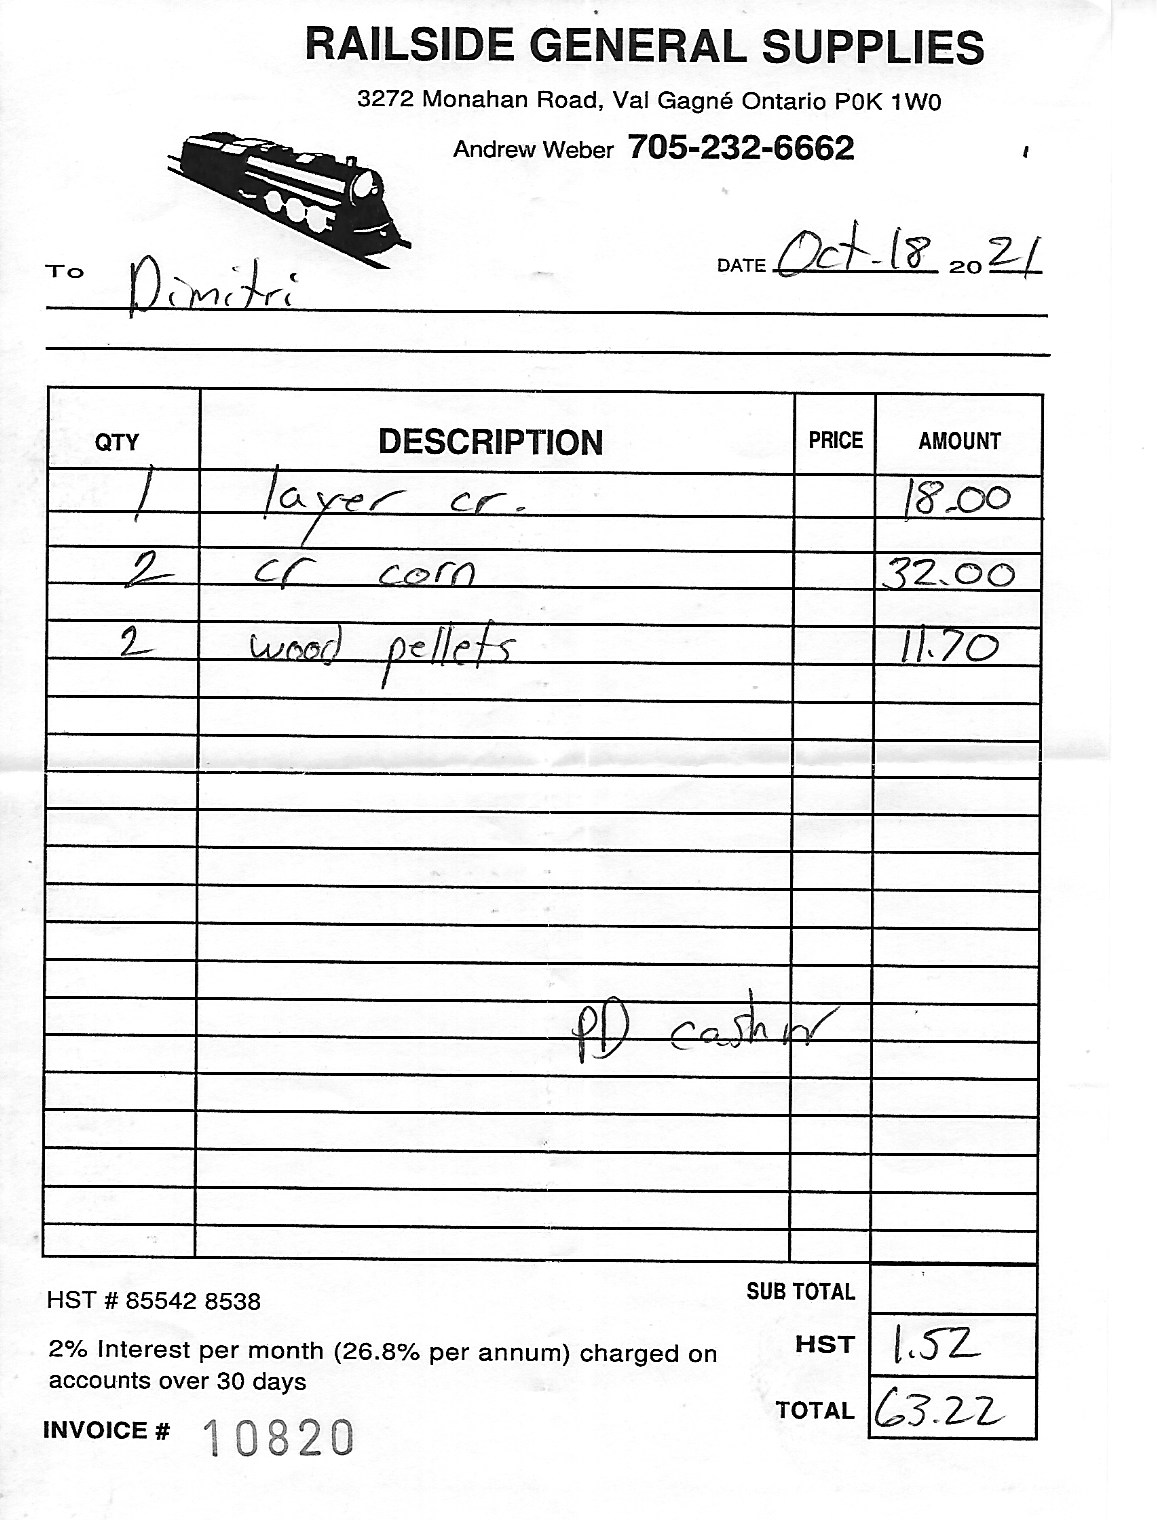 RAILSIDE GENERAL SUPPLIES
3272 Monahan Road, Val Gagné Ontario P0K 1W0
Andrew Weber 705-232-6662
TO Dimitri
DATE Oct-18 2021
QTY DESCRIPTION PRICE AMOUNT
1 layer cr. 18.00
2 cr corn 32.00
2 wood pellets 11.70
PD cash
HST # 85542 8538
SUB TOTAL
2% Interest per month (26.8% per annum) charged on
accounts over 30 days
HST 1.52
TOTAL 63.22
INVOICE # 10820